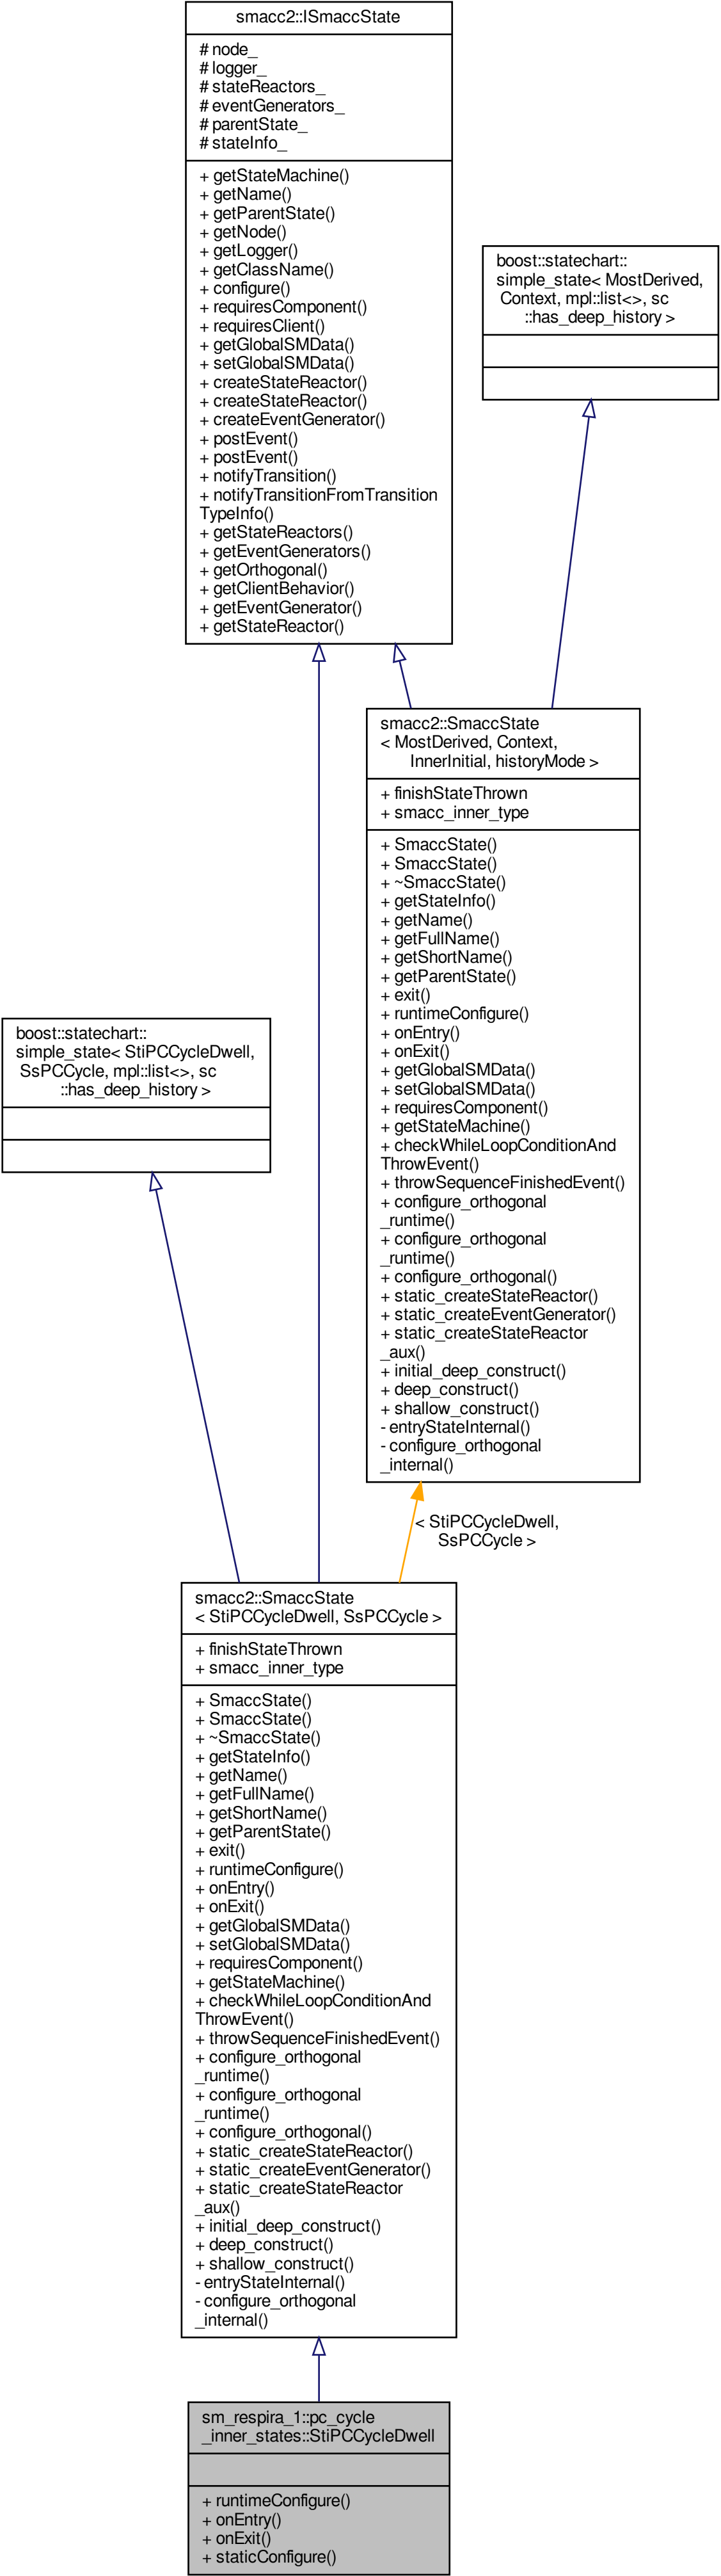 smacc2::ISmaccState
# node_
# logger_
# stateReactors_
# eventGenerators_
# parentState_
# stateInfo_
+ getStateMachine()
+ getName()
+ getParentState()
+ getNode()
+ getLogger()
+ getClassName()
+ configure()
+ requiresComponent()
+ requiresClient()
+ getGlobalSMData()
+ setGlobalSMData()
+ createStateReactor()
+ createStateReactor()
+ createEventGenerator()
+ postEvent()
+ postEvent()
+ notifyTransition()
+ notifyTransitionFromTransition
TypeInfo()
+ getStateReactors()
+ getEventGenerators()
+ getOrthogonal()
+ getClientBehavior()
+ getEventGenerator()
+ getStateReactor()
boost::statechart::
simple_state< MostDerived,
Context, mpl::list<>, sc
::has_deep_history >
smacc2::SmaccState
< MostDerived, Context,
InnerInitial, historyMode >
+ finishStateThrown
+ smacc_inner_type
+ SmaccState()
+ SmaccState()
+ ~SmaccState()
+ getStateInfo()
+ getName()
+ getFullName()
+ getShortName()
+ getParentState()
+ exit()
+ runtimeConfigure()
+ onEntry()
+ onExit()
+ getGlobalSMData()
+ setGlobalSMData()
+ requiresComponent()
+ getStateMachine()
+ checkWhileLoopConditionAnd
ThrowEvent()
+ throwSequenceFinishedEvent()
+ configure_orthogonal
_runtime()
+ configure_orthogonal
_runtime()
+ configure_orthogonal()
+ static_createStateReactor()
+ static_createEventGenerator()
+ static_createStateReactor
_aux()
+ initial_deep_construct()
+ deep_construct()
+ shallow_construct()
- entryStateInternal()
- configure_orthogonal
_internal()
boost::statechart::
simple_state< StiPCCycleDwell,
SsPCCycle, mpl::list<>, sc
::has_deep_history >
< StiPCCycleDwell,
SsPCCycle >
smacc2::SmaccState
< StiPCCycleDwell, SsPCCycle >
+ finishStateThrown
+ smacc_inner_type
+ SmaccState()
+ SmaccState()
+ ~SmaccState()
+ getStateInfo()
+ getName()
+ getFullName()
+ getShortName()
+ getParentState()
+ exit()
+ runtimeConfigure()
+ onEntry()
+ onExit()
+ getGlobalSMData()
+ setGlobalSMData()
+ requiresComponent()
+ getStateMachine()
+ checkWhileLoopConditionAnd
ThrowEvent()
+ throwSequenceFinishedEvent()
+ configure_orthogonal
_runtime()
+ configure_orthogonal
_runtime()
+ configure_orthogonal()
+ static_createStateReactor()
+ static_createEventGenerator()
+ static_createStateReactor
_aux()
+ initial_deep_construct()
+ deep_construct()
+ shallow_construct()
- entryStateInternal()
- configure_orthogonal
_internal()
sm_respira_1::pc_cycle
_inner_states::StiPCCycleDwell
+ runtimeConfigure()
+ onEntry()
+ onExit()
+ staticConfigure()